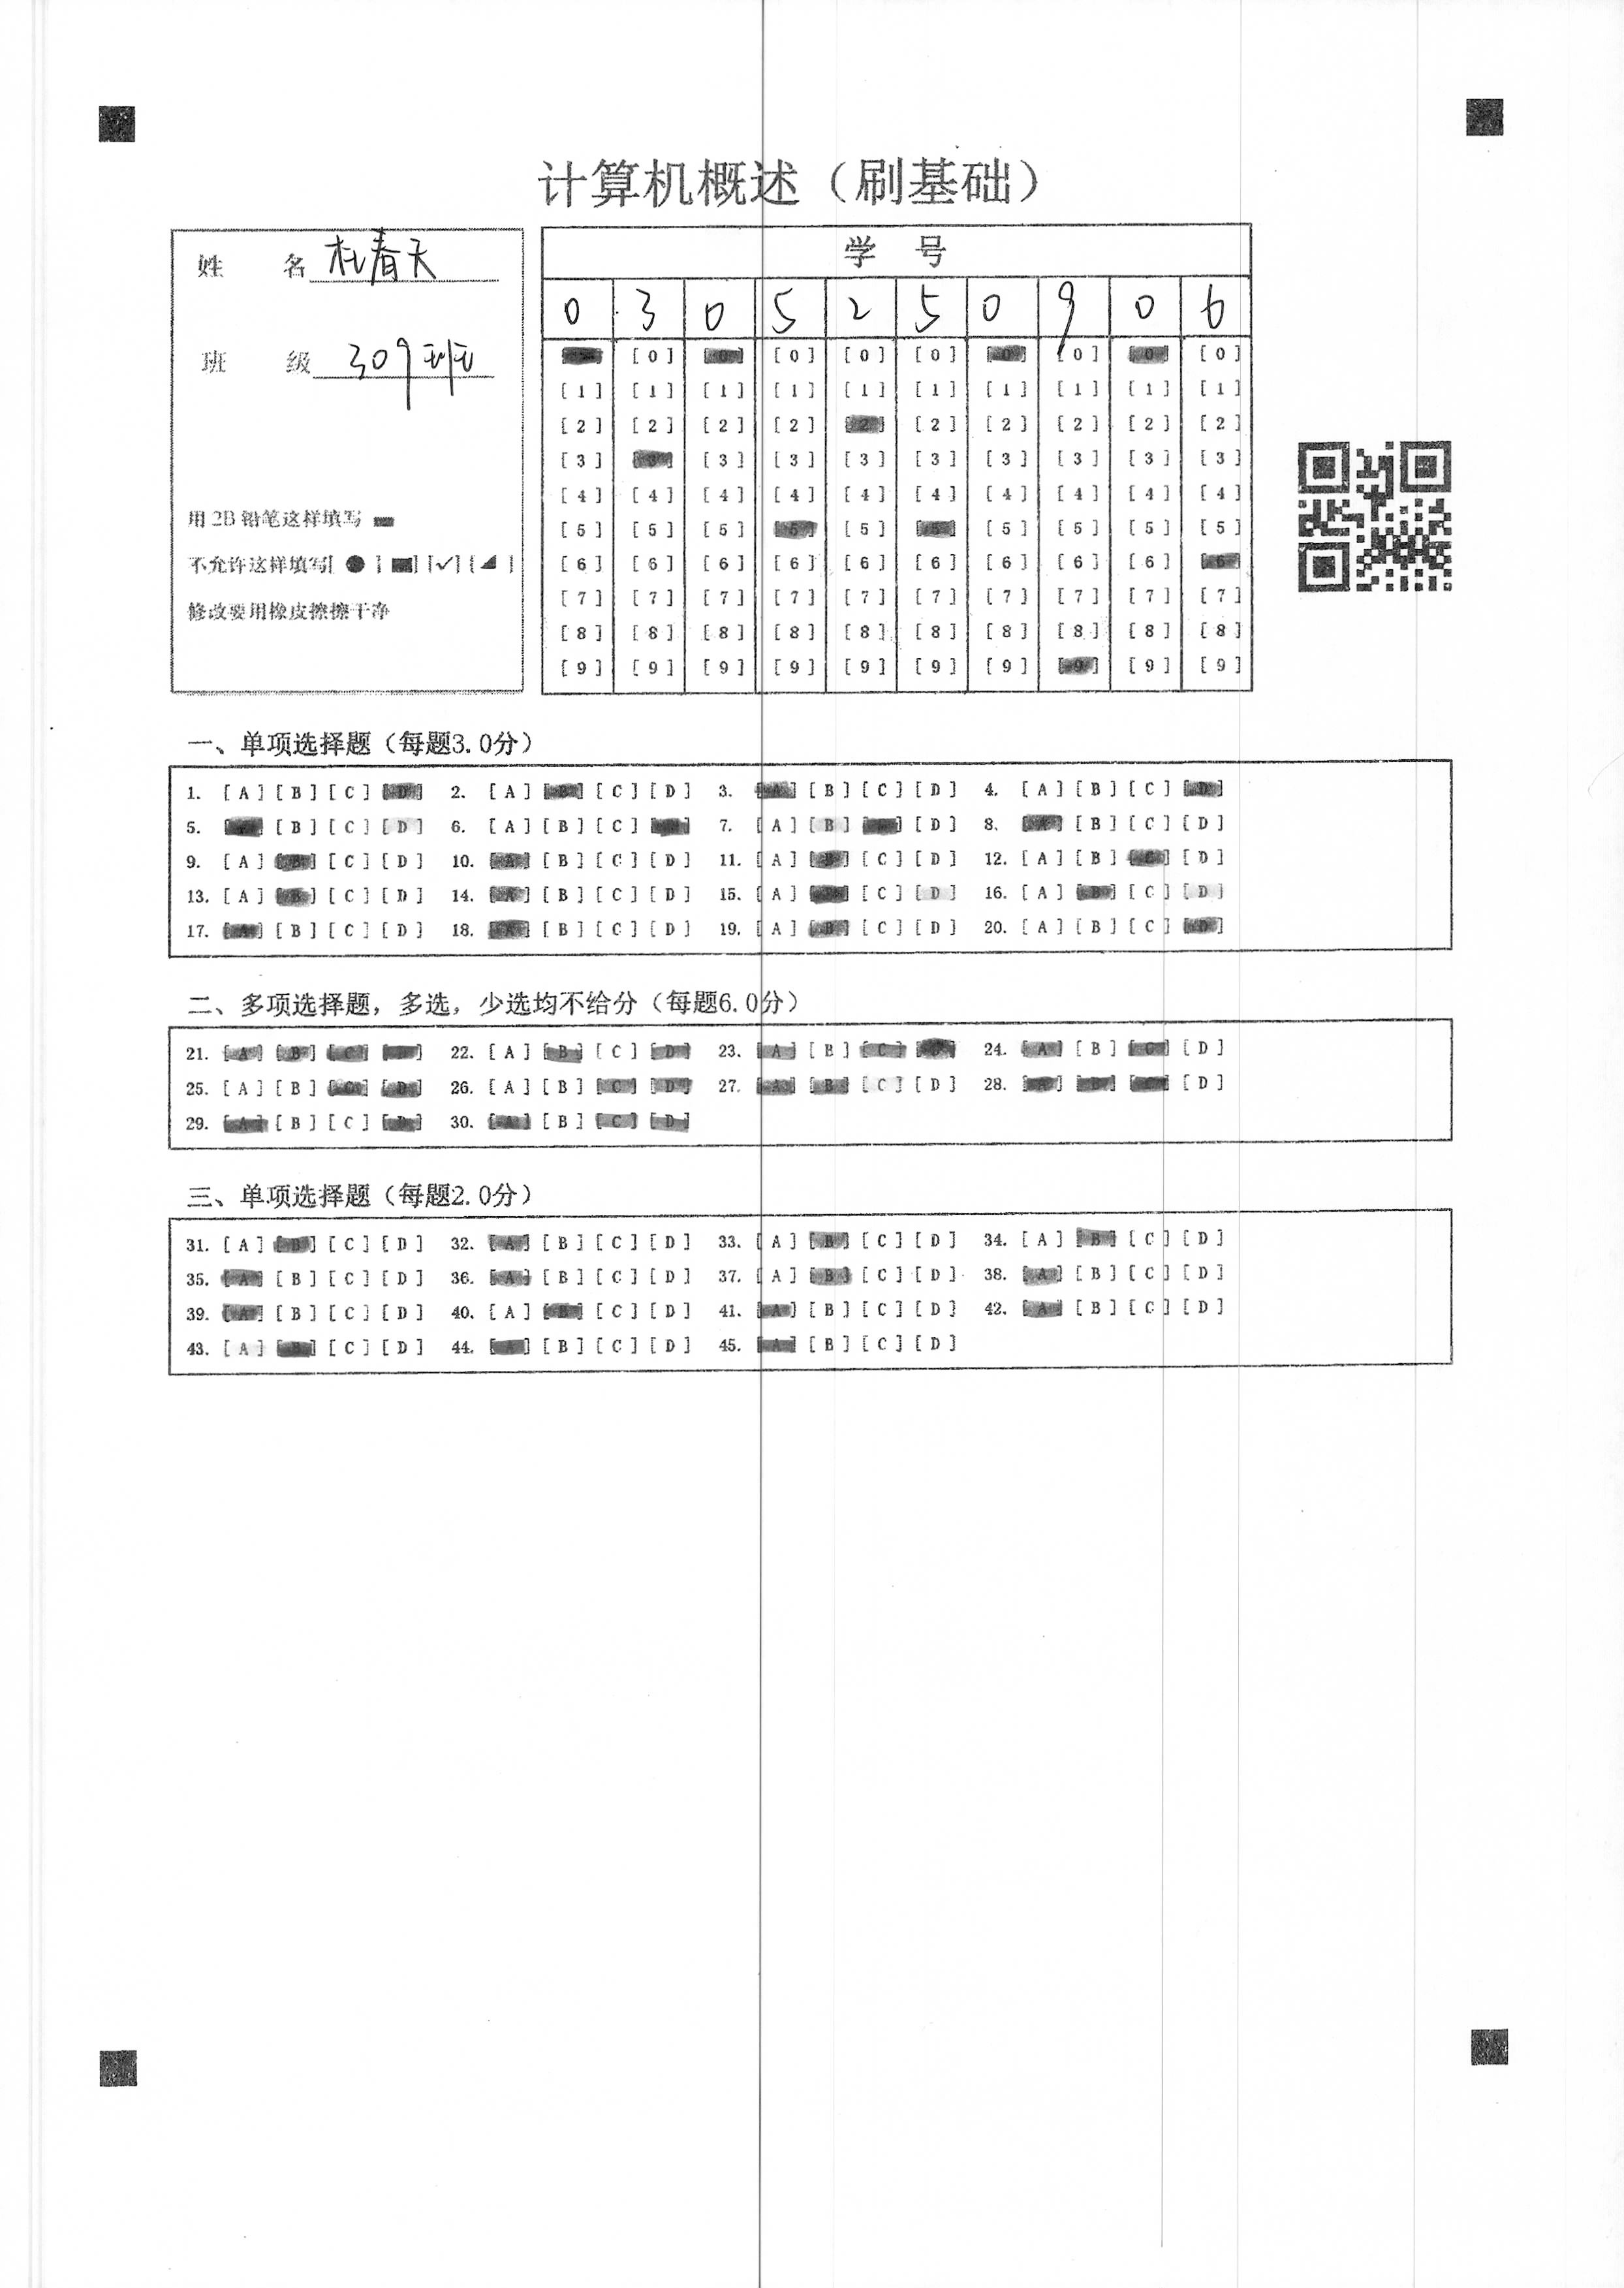 计算机概述（刷基础）
姓 名 杜春天
班 级 309班
用2B铅笔这样填写
不允许这样填写[ ● ] [■] [✓] [◢ ]
修改要用橡皮擦擦干净
学 号
0 3 0 5 2 5 0 9 0 6
[0] [0] [0] [0] [0] [0] [0] [0]
[1] [1] [1] [1] [1] [1] [1] [1] [1] [1]
[2] [2] [2] [2] [2] [2] [2] [2] [2] [2]
[3] [3] [3] [3] [3] [3] [3] [3] [3]
[4] [4] [4] [4] [4] [4] [4] [4] [4] [4]
[5] [5] [5] [5] [5] [5] [5] [5] [5] [5]
[6] [6] [6] [6] [6] [6] [6] [6] [6] [6]
[7] [7] [7] [7] [7] [7] [7] [7] [7] [7]
[8] [8] [8] [8] [8] [8] [8] [8] [8] [8]
[9] [9] [9] [9] [9] [9] [9] [9] [9] [9]
一、单项选择题（每题3.0分）
1. [A] [B] [C] [D] 2. [A] [B] [C] [D] 3. [A] [B] [C] [D] 4. [A] [B] [C] [D]
5. [B] [C] [D] 6. [A] [B] [C] 7. [A] [B] [D] 8. [A] [B] [C] [D]
9. [A] [B] [C] [D] 10. [A] [B] [C] [D] 11. [A] [B] [C] [D] 12. [A] [B] [C] [D]
13. [A] [B] [C] [D] 14. [A] [B] [C] [D] 15. [A] [B] [C] [D] 16. [A] [B] [C] [D]
17. [A] [B] [C] [D] 18. [A] [B] [C] [D] 19. [A] [B] [C] [D] 20. [A] [B] [C] [D]
二、多项选择题，多选，少选均不给分（每题6.0分）
21. [A] [B] [C] [D] 22. [A] [B] [C] [D] 23. [A] [B] [C] [D] 24. [A] [B] [C] [D]
25. [A] [B] [C] [D] 26. [A] [B] [C] [D] 27. [A] [B] [C] [D] 28. [A] [B] [C] [D]
29. [A] [B] [C] [D] 30. [A] [B] [C] [D]
三、单项选择题（每题2.0分）
31. [A] [B] [C] [D] 32. [A] [B] [C] [D] 33. [A] [B] [C] [D] 34. [A] [B] [C] [D]
35. [A] [B] [C] [D] 36. [A] [B] [C] [D] 37. [A] [B] [C] [D] 38. [A] [B] [C] [D]
39. [A] [B] [C] [D] 40. [A] [B] [C] [D] 41. [A] [B] [C] [D] 42. [A] [B] [C] [D]
43. [A] [B] [C] [D] 44. [A] [B] [C] [D] 45. [A] [B] [C] [D]